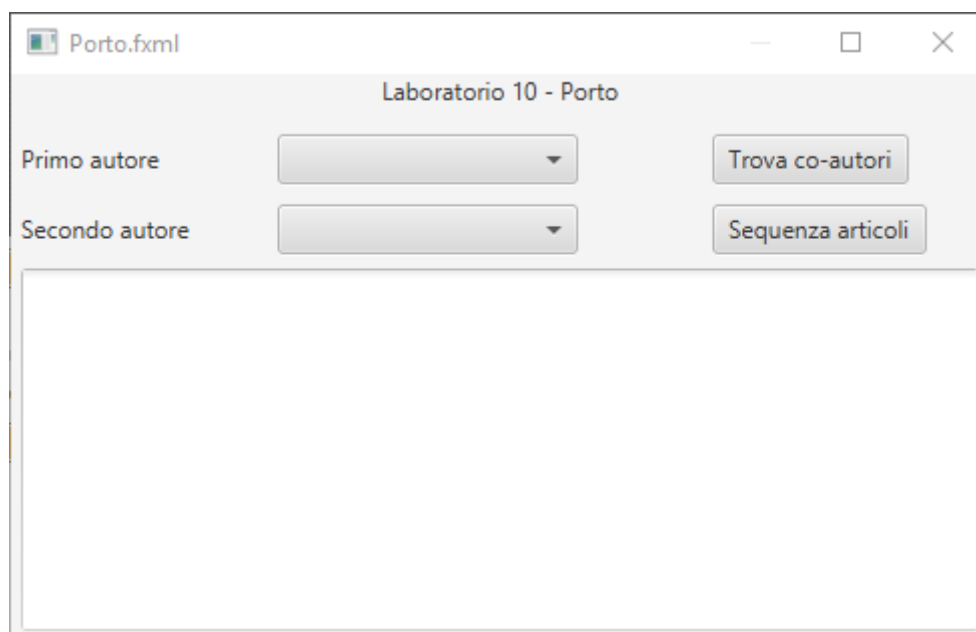 Porto.fxml
Laboratorio 10 - Porto
Primo autore Trova co-autori
Secondo autore Sequenza articoli